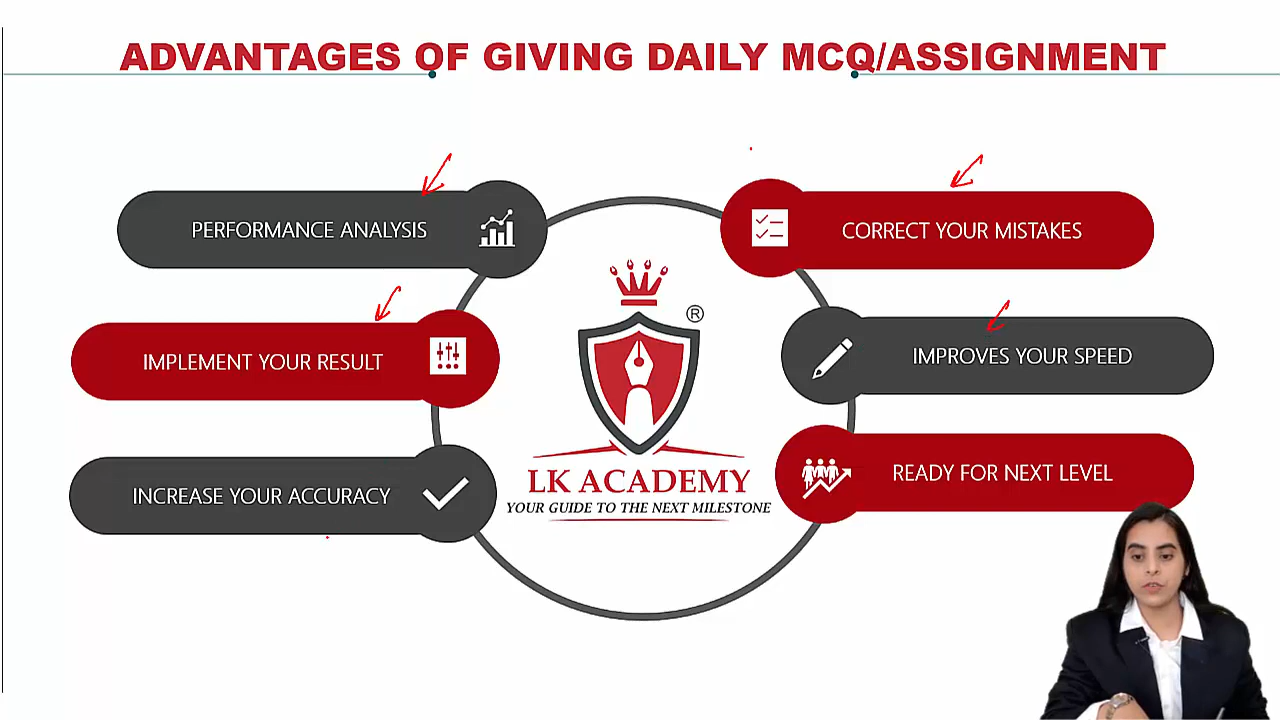 ADVANTAGES OF GIVING DAILY MCQ/ASSIGNMENT
PERFORMANCE ANALYSIS
CORRECT YOUR MISTAKES
IMPLEMENT YOUR RESULT
IMPROVES YOUR SPEED
INCREASE YOUR ACCURACY
READY FOR NEXT LEVEL
®
LK ACADEMY
YOUR GUIDE TO THE NEXT MILESTONE